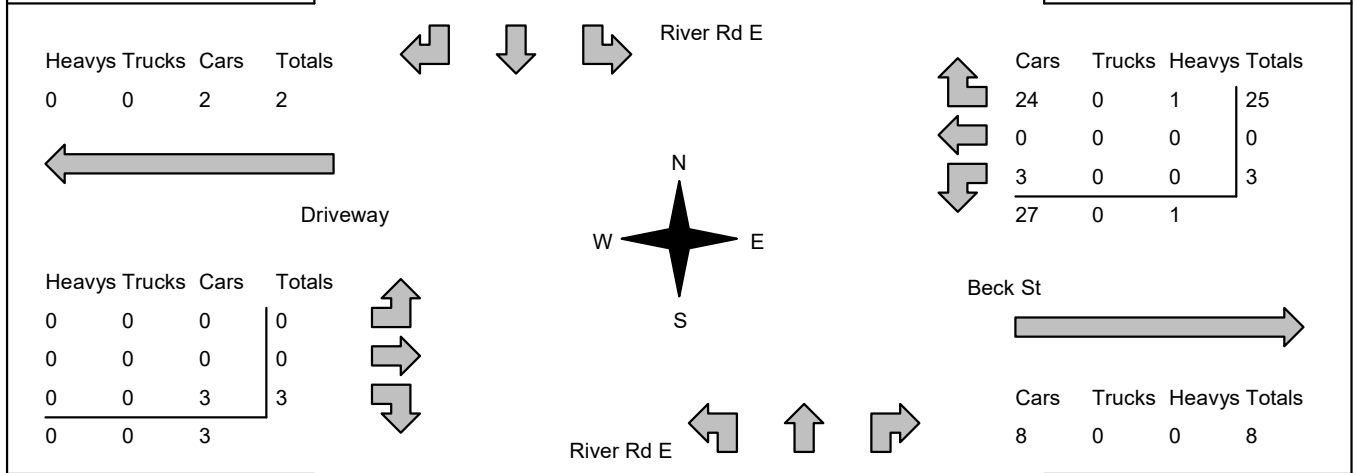 River Rd E
Heavys Trucks Cars Totals
0 0 2 2
Cars Trucks Heavys Totals
24 0 1 25
0 0 0 0
3 0 0 3
27 0 1
Driveway
N
W E
S
Heavys Trucks Cars Totals
0 0 0 0
0 0 0 0
0 0 3 3
0 0 3
Beck St
Cars Trucks Heavys Totals
8 0 0 8
River Rd E